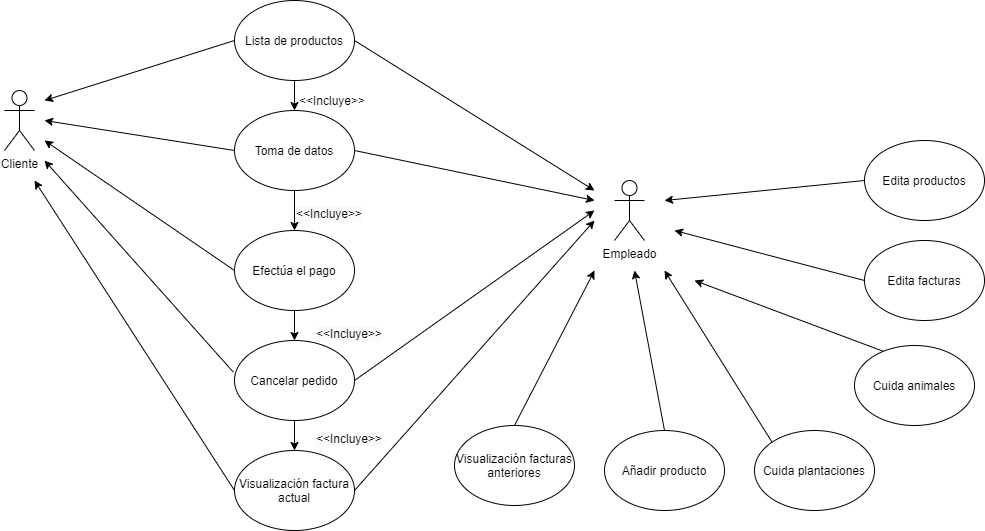 Lista de productos
<<Incluye>>
Toma de datos
Cliente
Edita productos
<<Incluye>>
Empleado
Efectúa el pago
Edita facturas
<<Incluye>>
Cancelar pedido
Cuida animales
<<Incluye>>
Visualización facturas
anteriores
Añadir producto
Cuida plantaciones
Visualización factura
actual